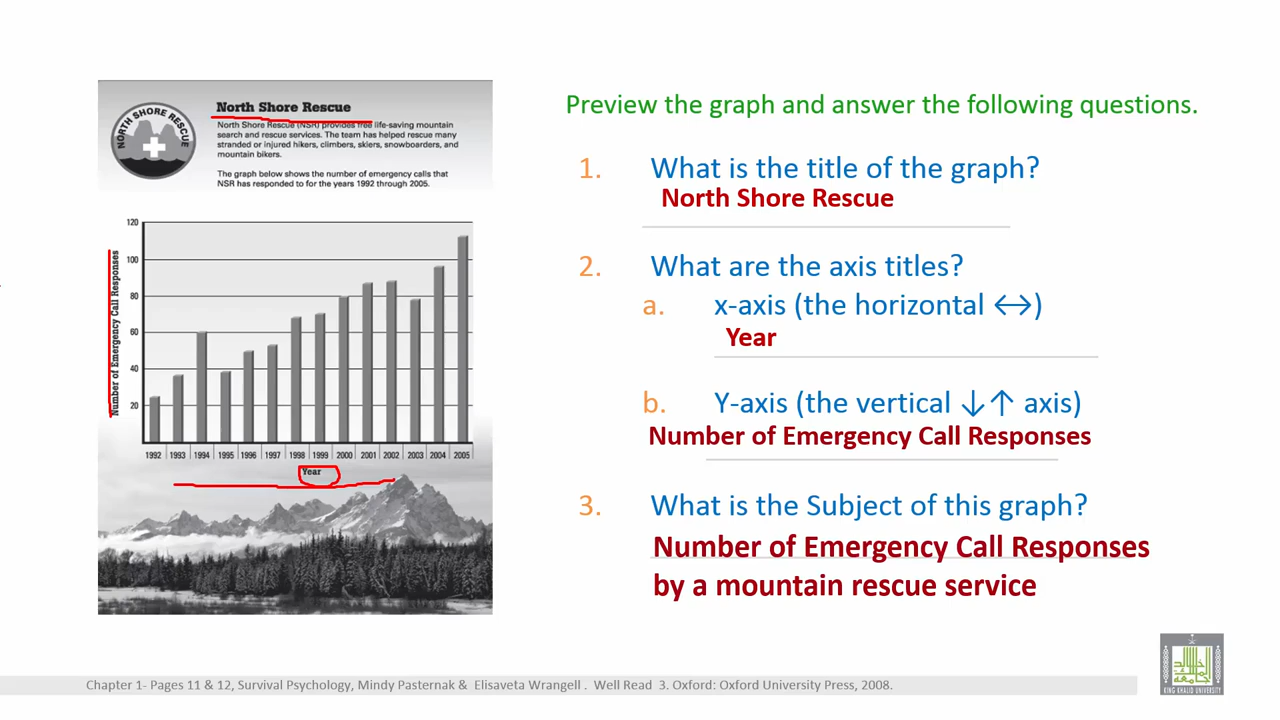 NORTH SHORE RESCUE
North Shore Rescue
North Shore Rescue (NSR) provides free life-saving mountain
search and rescue services. The team has helped rescue many
stranded or injured hikers, climbers, skiers, snowboarders, and
mountain bikers.
The graph below shows the number of emergency calls that
NSR has responded to for the years 1992 through 2005.
Number of Emergency Call Responses
120
100
80
60
40
20
1992 1993 1994 1995 1996 1997 1998 1999 2000 2001 2002 2003 2004 2005
Year
Preview the graph and answer the following questions.
1. What is the title of the graph?
North Shore Rescue
2. What are the axis titles?
a. x-axis (the horizontal ↔)
Year
b. Y-axis (the vertical ↓↑ axis)
Number of Emergency Call Responses
3. What is the Subject of this graph?
Number of Emergency Call Responses
by a mountain rescue service
Chapter 1- Pages 11 & 12, Survival Psychology, Mindy Pasternak & Elisaveta Wrangell . Well Read 3. Oxford: Oxford University Press, 2008.
KING KHALID UNIVERSITY